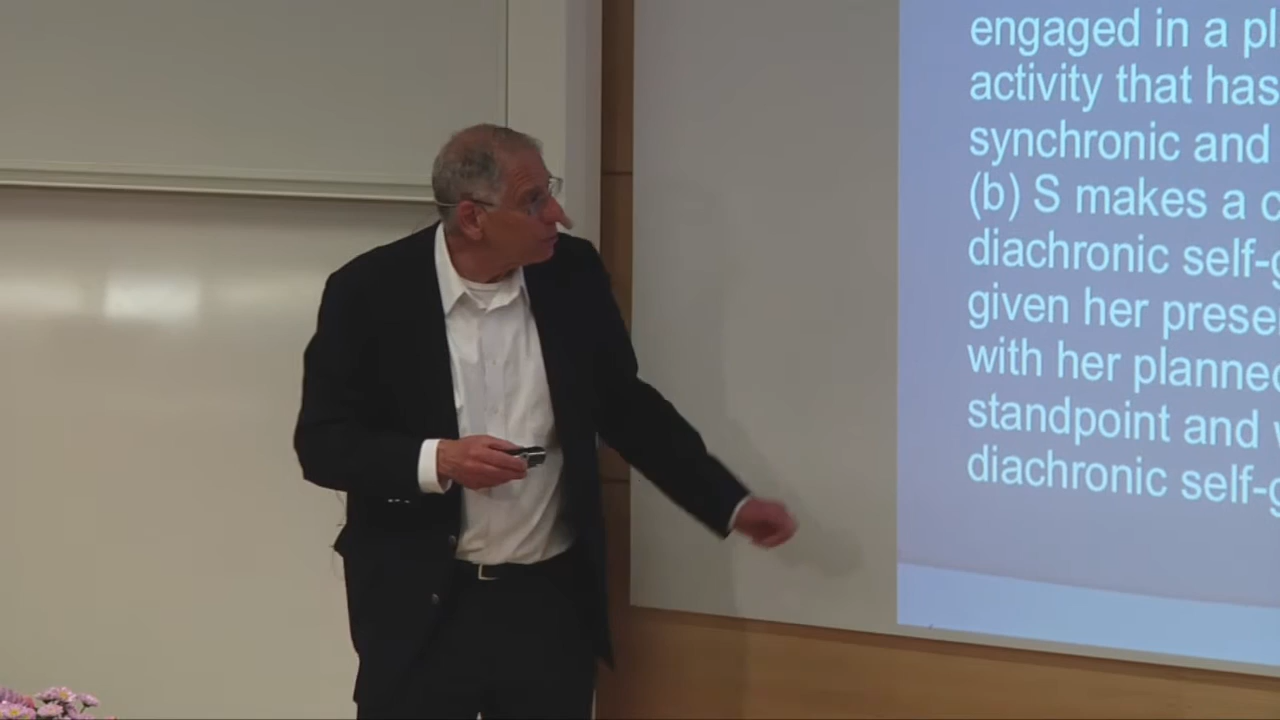 engaged in a pl
activity that has
synchronic and
(b) S makes a c
diachronic self-g
given her prese
with her planned
standpoint and w
diachronic self-g